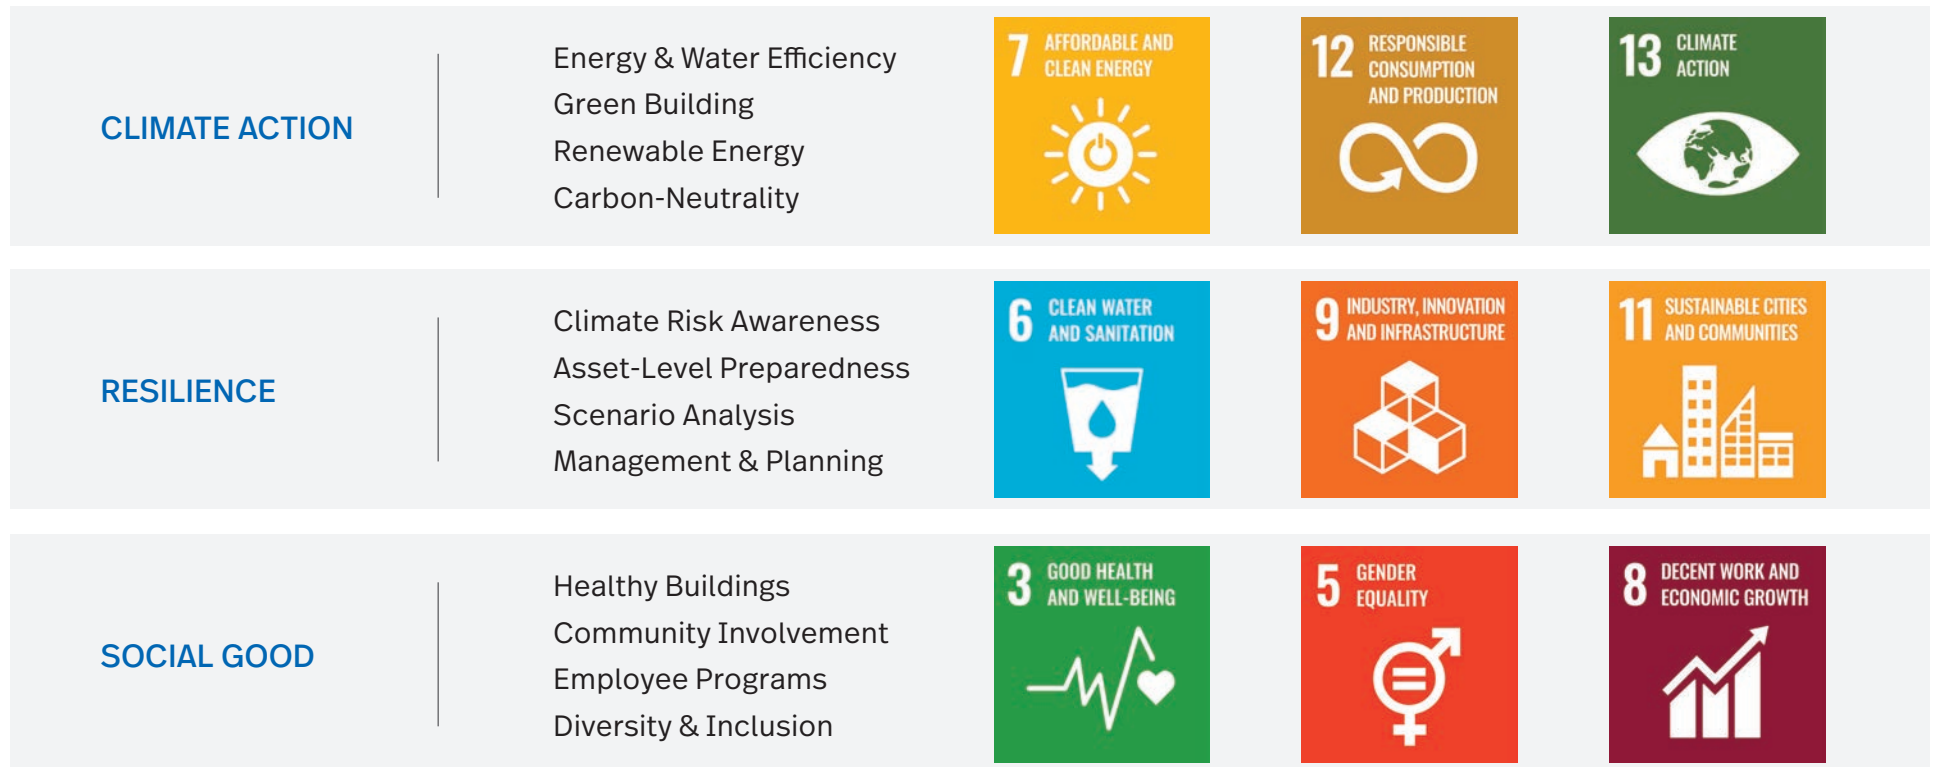 CLIMATE ACTION
Energy & Water Efficiency
Green Building
Renewable Energy
Carbon-Neutrality
7 AFFORDABLE AND
CLEAN ENERGY
12 RESPONSIBLE
CONSUMPTION
AND PRODUCTION
13 CLIMATE
ACTION
RESILIENCE
Climate Risk Awareness
Asset-Level Preparedness
Scenario Analysis
Management & Planning
6 CLEAN WATER
AND SANITATION
9 INDUSTRY, INNOVATION
AND INFRASTRUCTURE
11 SUSTAINABLE CITIES
AND COMMUNITIES
SOCIAL GOOD
Healthy Buildings
Community Involvement
Employee Programs
Diversity & Inclusion
3 GOOD HEALTH
AND WELL-BEING
5 GENDER
EQUALITY
8 DECENT WORK AND
ECONOMIC GROWTH